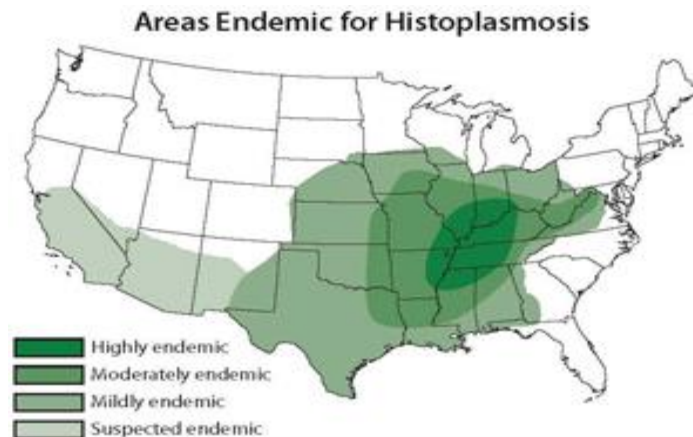 Areas Endemic for Histoplasmosis
Highly endemic
Moderately endemic
Mildly endemic
Suspected endemic